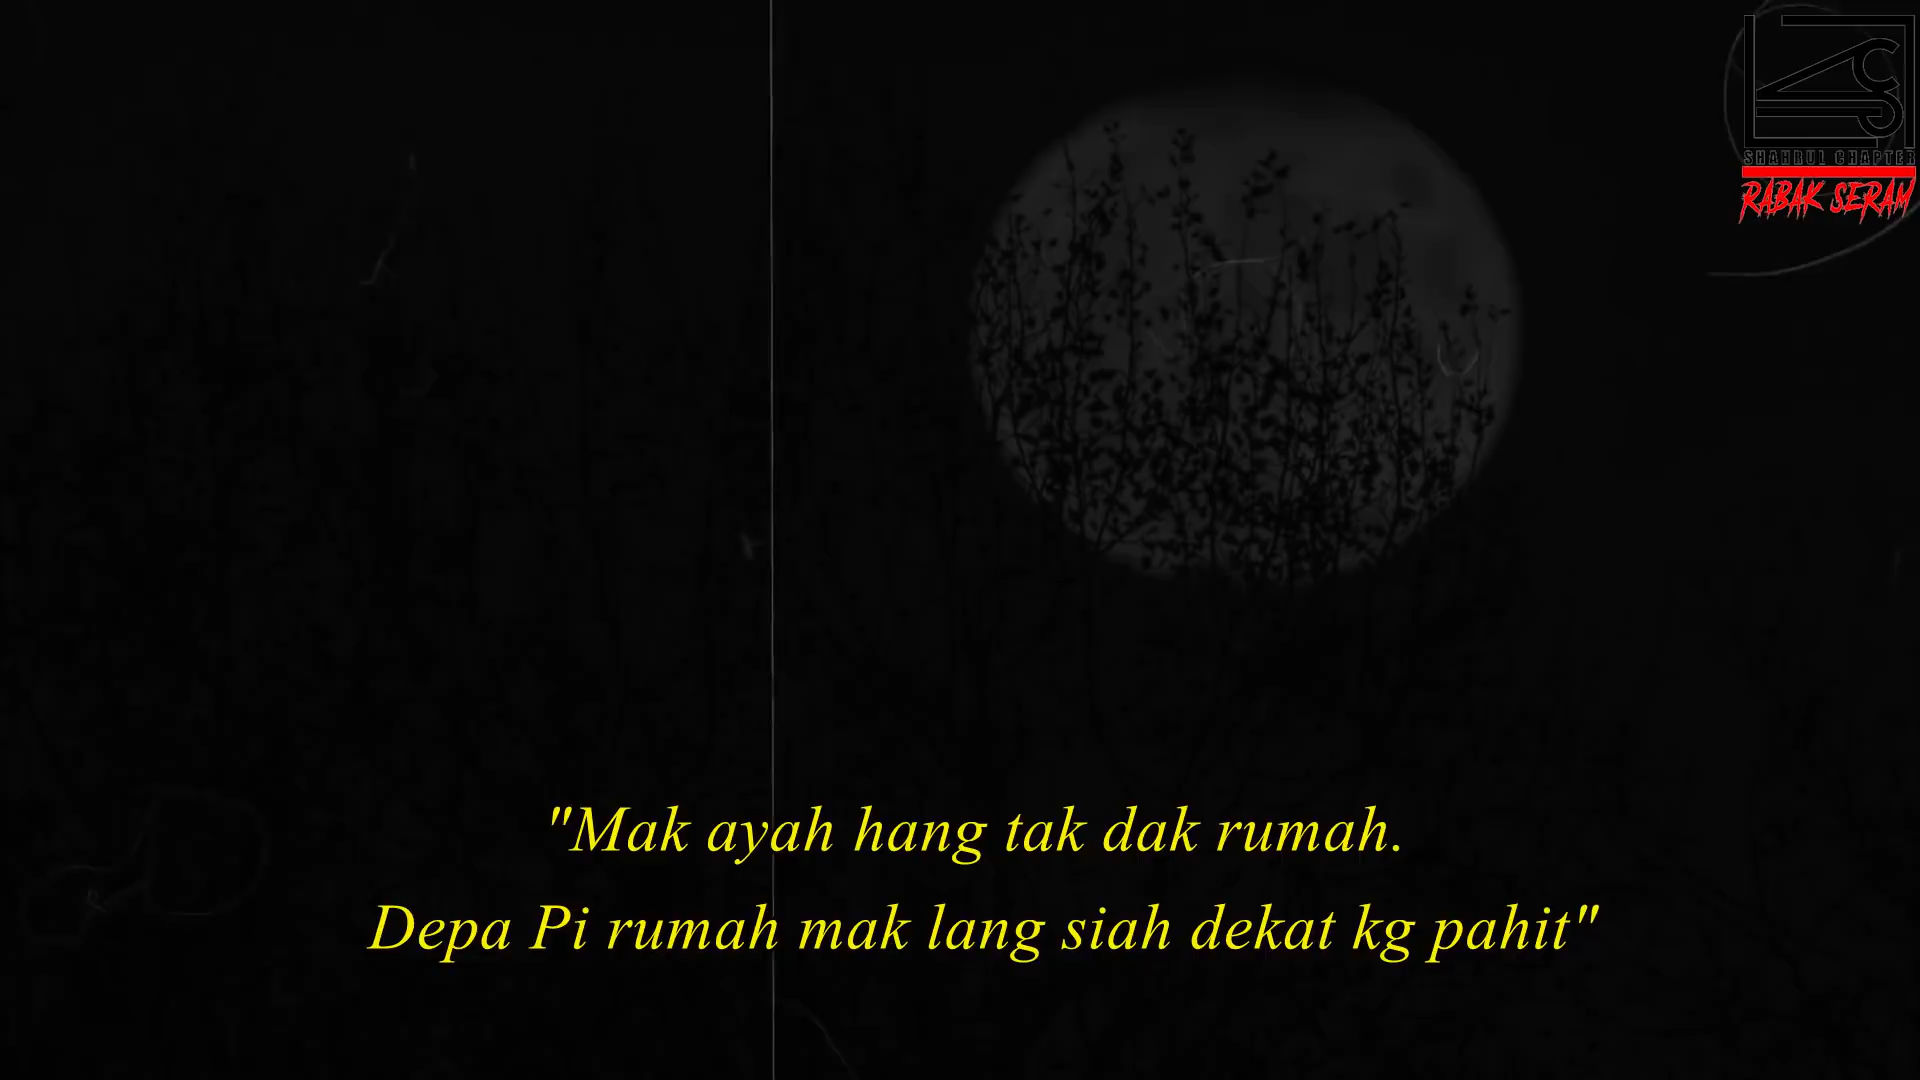 SHAHRUL CHAPTER
RABAK SERAM
"Mak ayah hang tak dak rumah.
Depa Pi rumah mak lang siah dekat kg pahit"